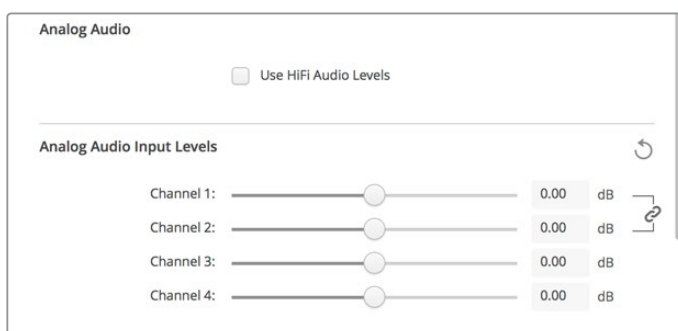 Analog Audio
Use HiFi Audio Levels
Analog Audio Input Levels
Channel 1: 0.00 dB
Channel 2: 0.00 dB
Channel 3: 0.00 dB
Channel 4: 0.00 dB